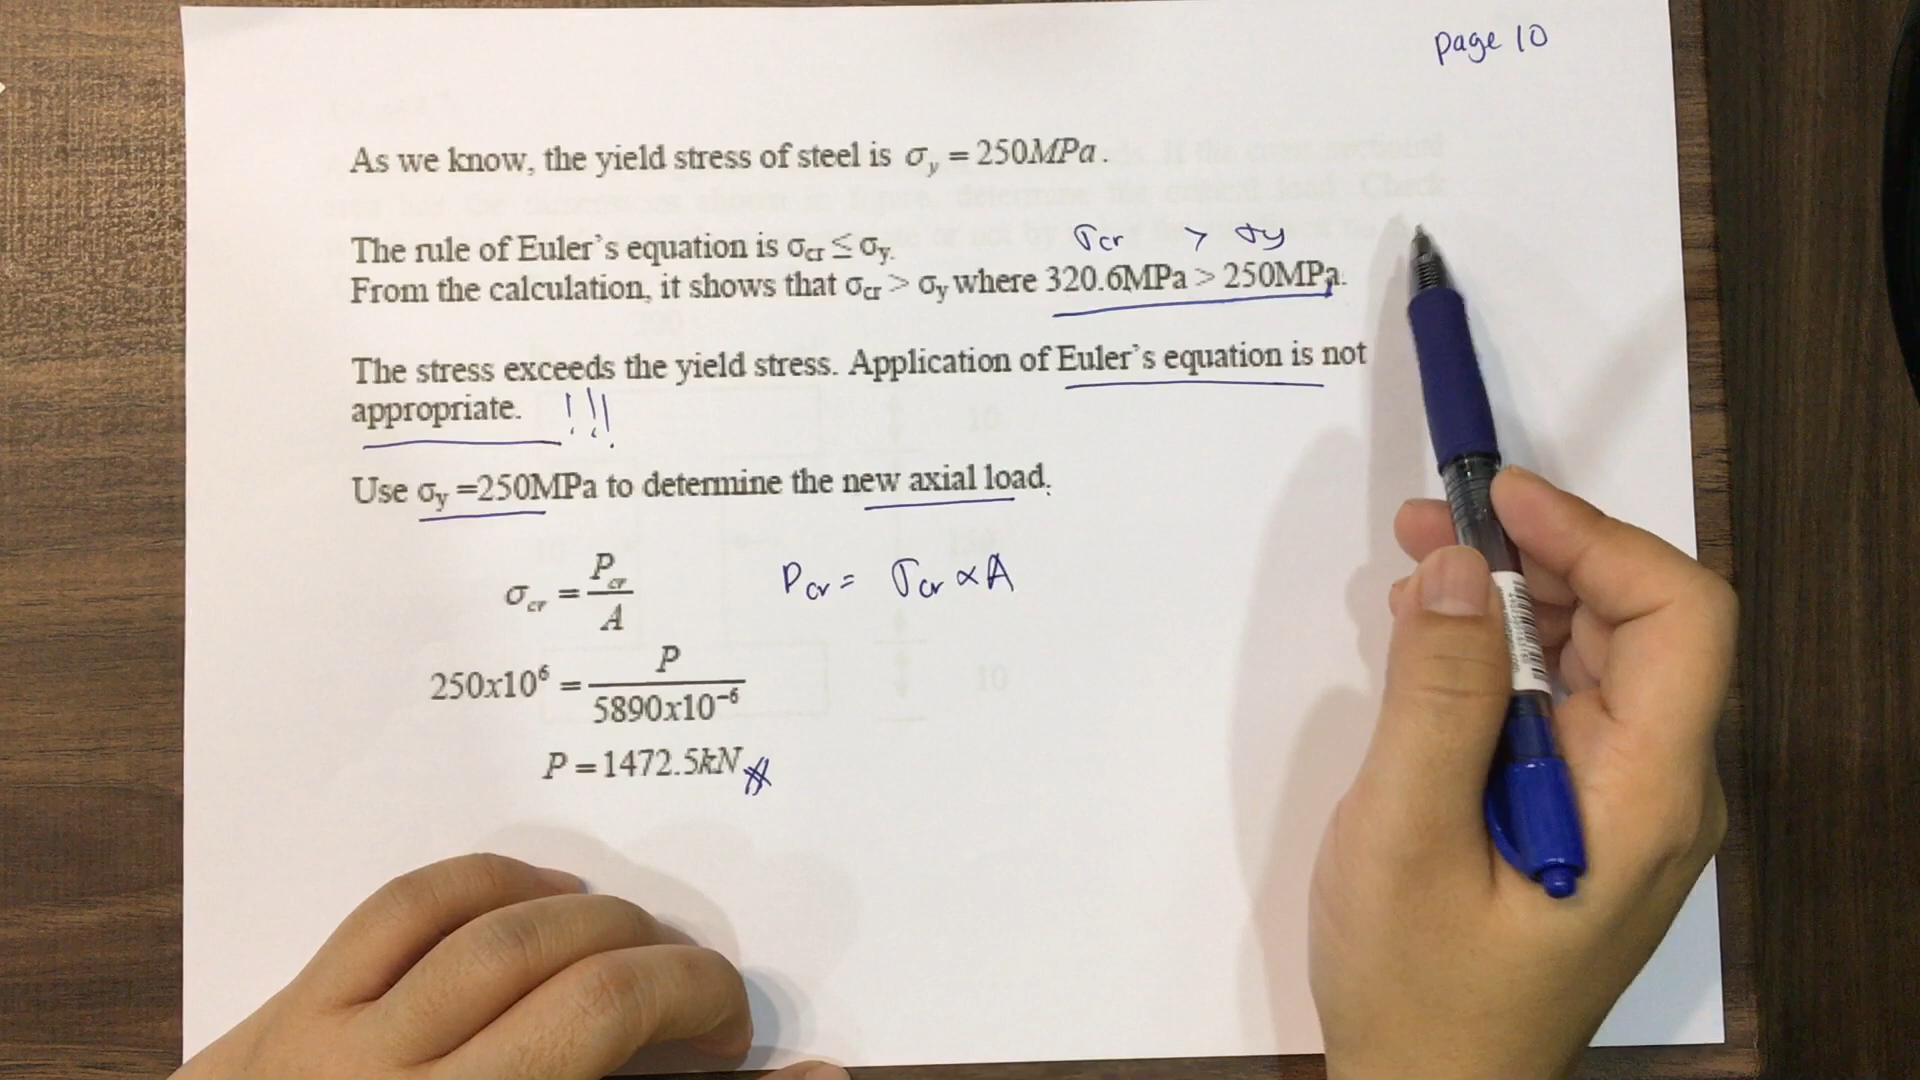 page 10
As we know, the yield stress of steel is σy = 250MPa.
The rule of Euler's equation is σcr ≤ σy.
σcr > σy
From the calculation, it shows that σcr > σy where 320.6MPa > 250MPa.
The stress exceeds the yield stress. Application of Euler's equation is not
appropriate. !!!
Use σy =250MPa to determine the new axial load.
σcr = Pcr / A
Pcr = σcr × A
250x10⁶ = P / 5890x10⁻⁶
P = 1472.5kN